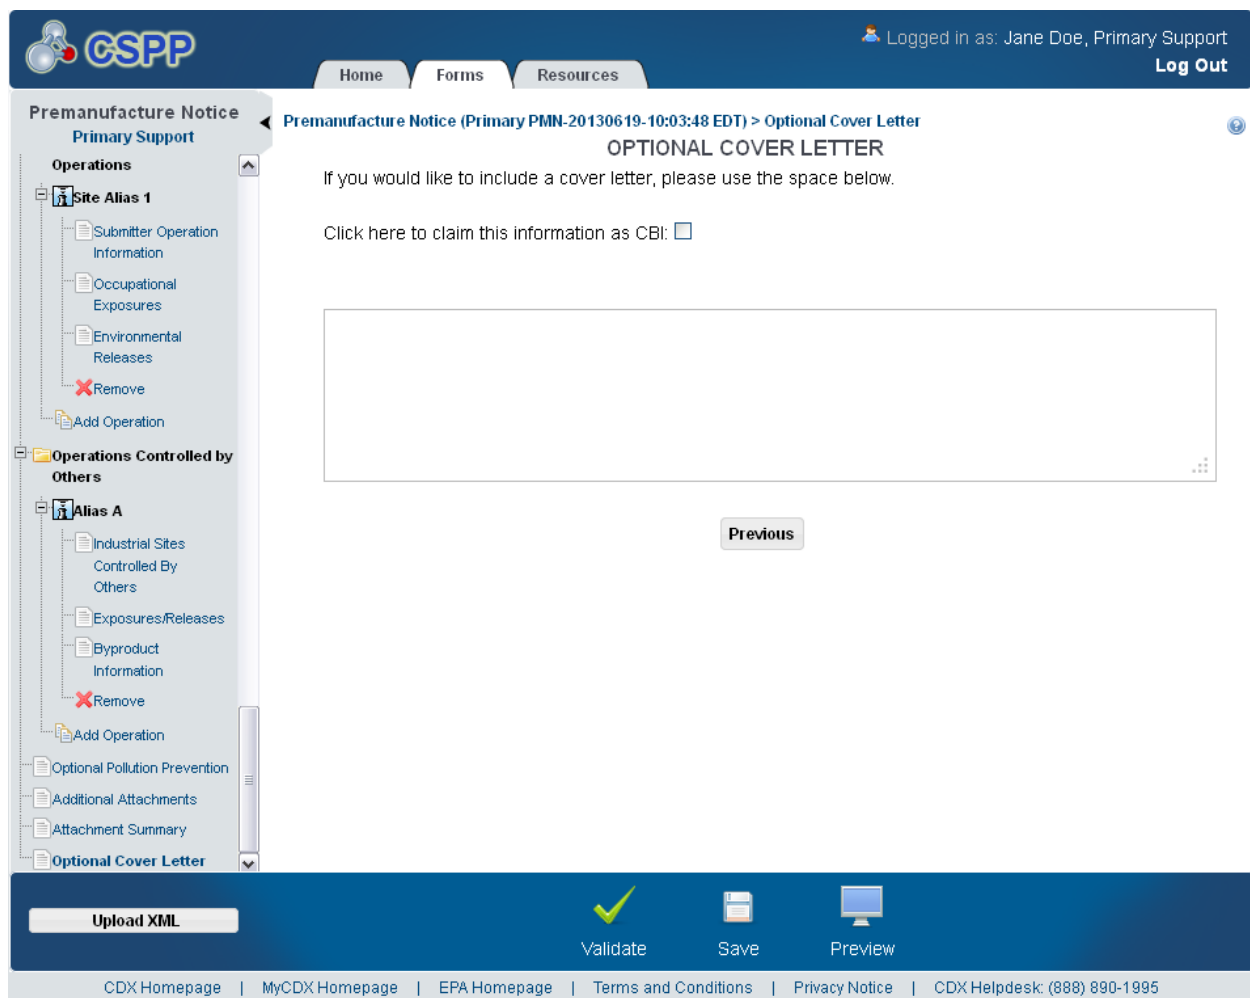 CSPP
Logged in as: Jane Doe, Primary Support
Log Out
Home
Forms
Resources
Premanufacture Notice
Primary Support
Operations
Site Alias 1
Submitter Operation
Information
Occupational
Exposures
Environmental
Releases
Remove
Add Operation
Operations Controlled by
Others
Alias A
Industrial Sites
Controlled By
Others
Exposures/Releases
Byproduct
Information
Remove
Add Operation
Optional Pollution Prevention
Additional Attachments
Attachment Summary
Optional Cover Letter
Premanufacture Notice (Primary PMN-20130619-10:03:48 EDT) > Optional Cover Letter
OPTIONAL COVER LETTER
If you would like to include a cover letter, please use the space below.
Click here to claim this information as CBI:
Previous
Upload XML
Validate
Save
Preview
CDX Homepage | MyCDX Homepage | EPA Homepage | Terms and Conditions | Privacy Notice | CDX Helpdesk: (888) 890-1995